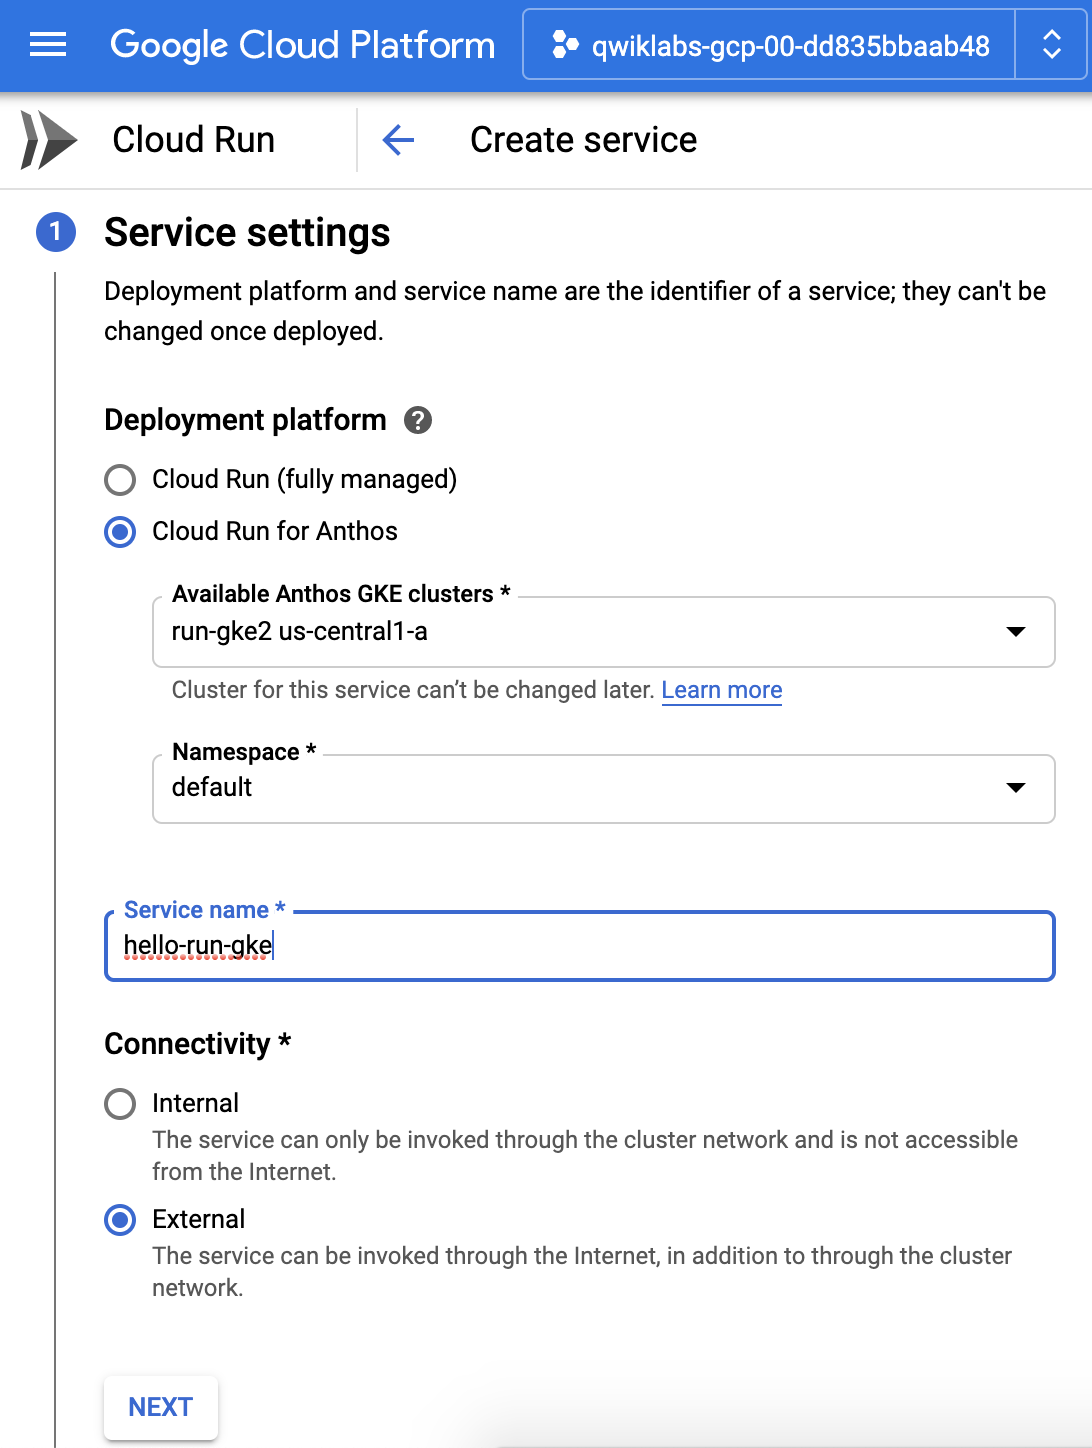 Google Cloud Platform
qwiklabs-gcp-00-dd835bbaab48
Cloud Run
Create service
1
Service settings
Deployment platform and service name are the identifier of a service; they can't be
changed once deployed.
Deployment platform ?
Cloud Run (fully managed)
Cloud Run for Anthos
Available Anthos GKE clusters *
run-gke2 us-central1-a
Cluster for this service can’t be changed later. Learn more
Namespace *
default
Service name *
hello-run-gke
Connectivity *
Internal
The service can only be invoked through the cluster network and is not accessible
from the Internet.
External
The service can be invoked through the Internet, in addition to through the cluster
network.
NEXT